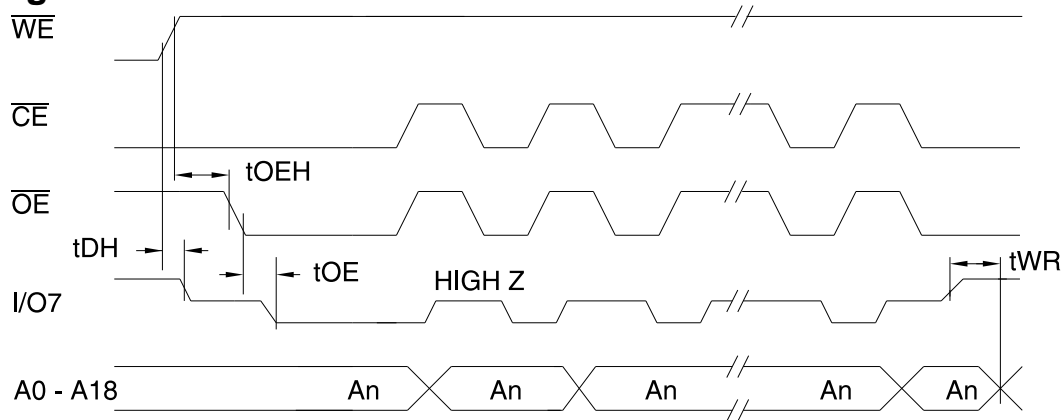 WE
CE
tOEH
OE
tDH
tOE
HIGH Z
tWR
I/O7
A0 - A18
An
An
An
An
An